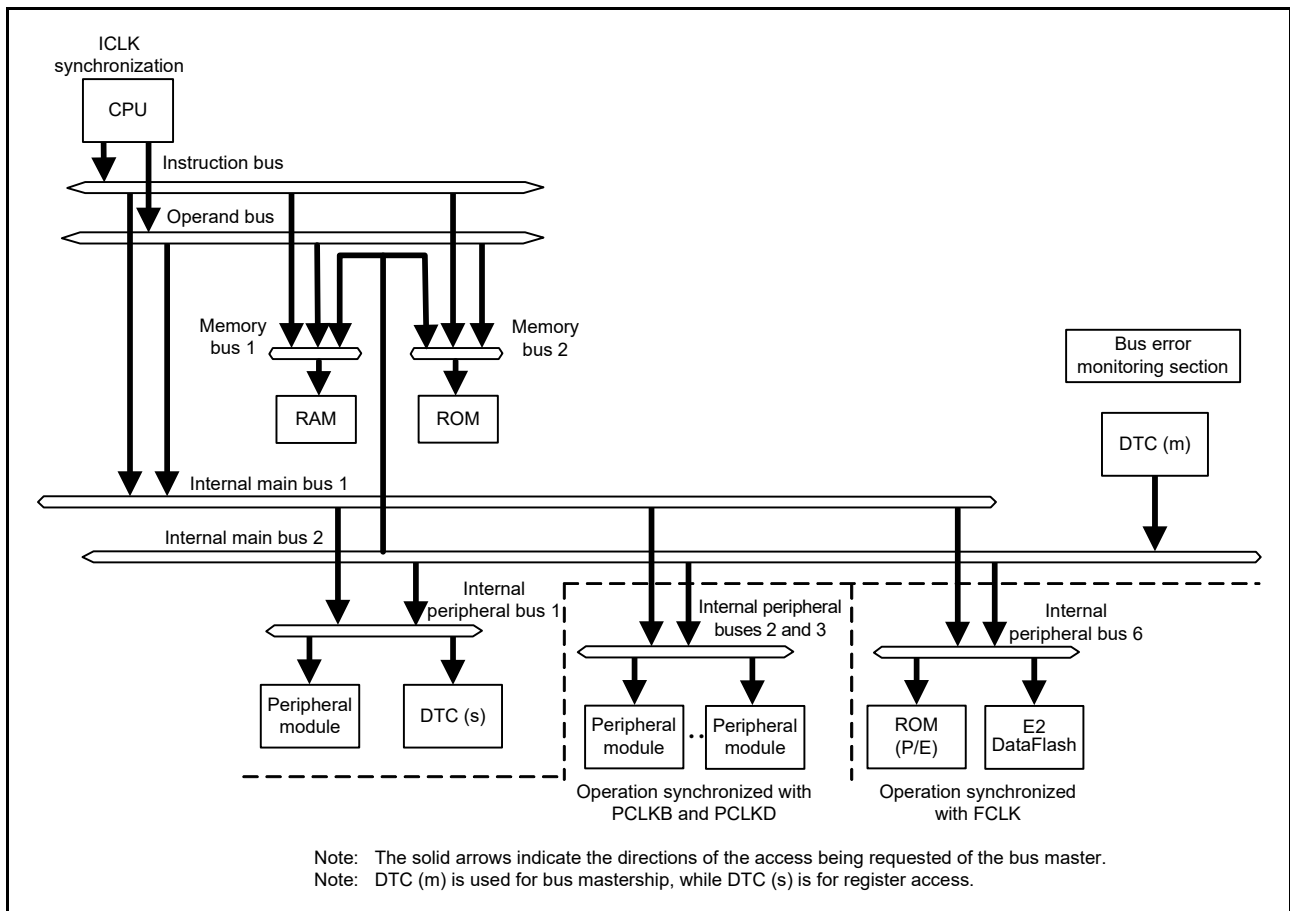 ICLK
synchronization
CPU
Instruction bus
Operand bus
Memory
bus 1
Memory
bus 2
Bus error
monitoring section
RAM
ROM
DTC (m)
Internal main bus 1
Internal main bus 2
Internal
peripheral bus 1
Internal peripheral
buses 2 and 3
Internal
peripheral bus 6
Peripheral
module
DTC (s)
Peripheral
module
..
Peripheral
module
ROM
(P/E)
E2
DataFlash
Operation synchronized with
PCLKB and PCLKD
Operation synchronized
with FCLK
Note: The solid arrows indicate the directions of the access being requested of the bus master.
Note: DTC (m) is used for bus mastership, while DTC (s) is for register access.